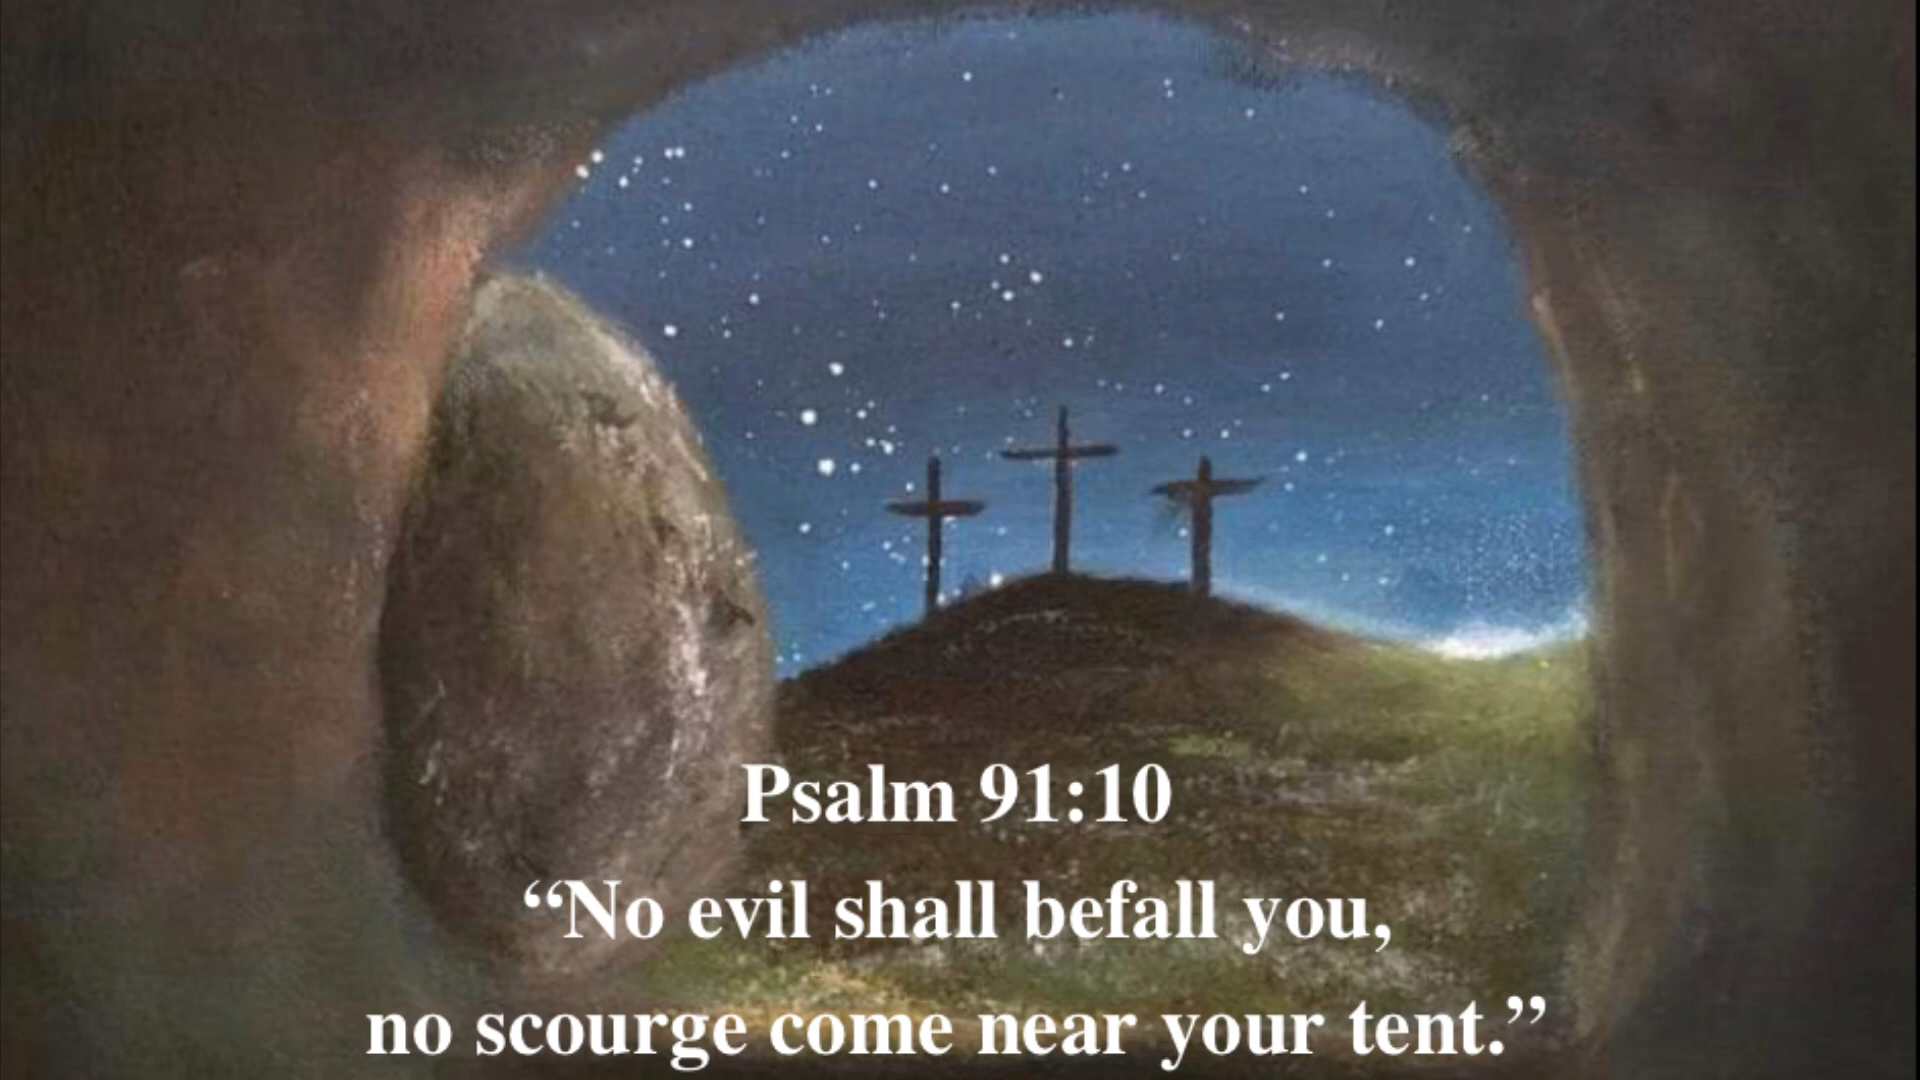 Psalm 91:10
“No evil shall befall you,
no scourge come near your tent.”